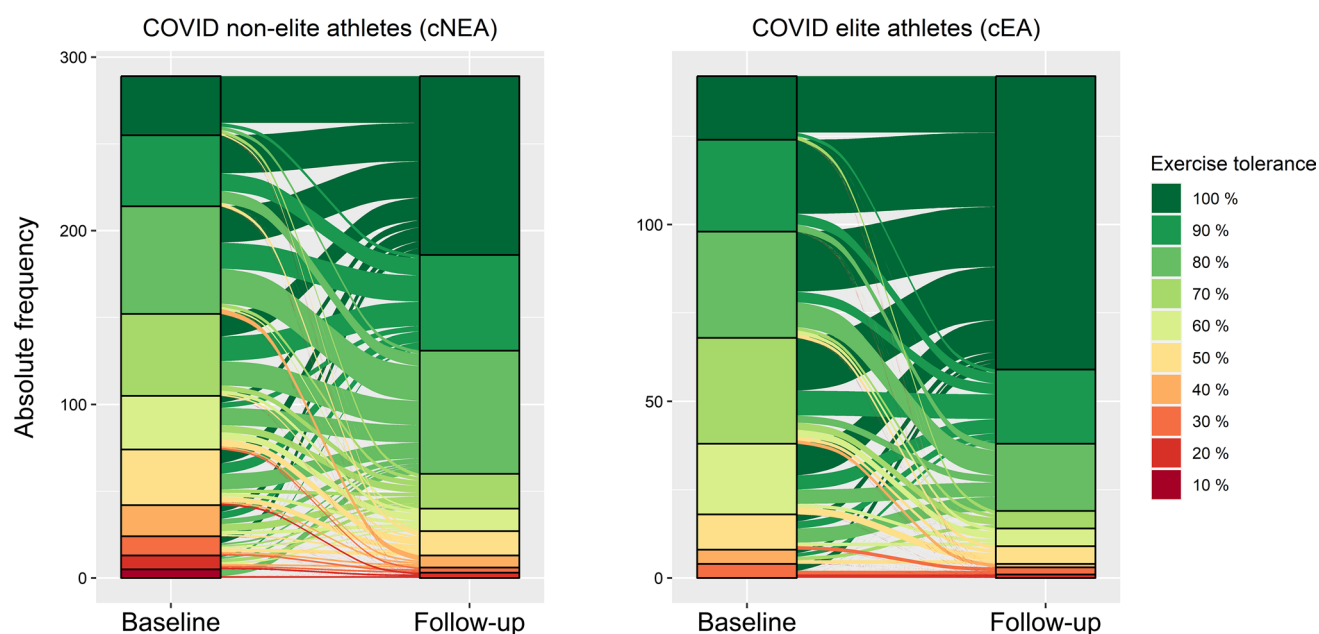 COVID non-elite athletes (cNEA)
COVID elite athletes (cEA)
Absolute frequency
300
200
100
0
100
50
0
Baseline
Follow-up
Baseline
Follow-up
Exercise tolerance
100 %
90 %
80 %
70 %
60 %
50 %
40 %
30 %
20 %
10 %